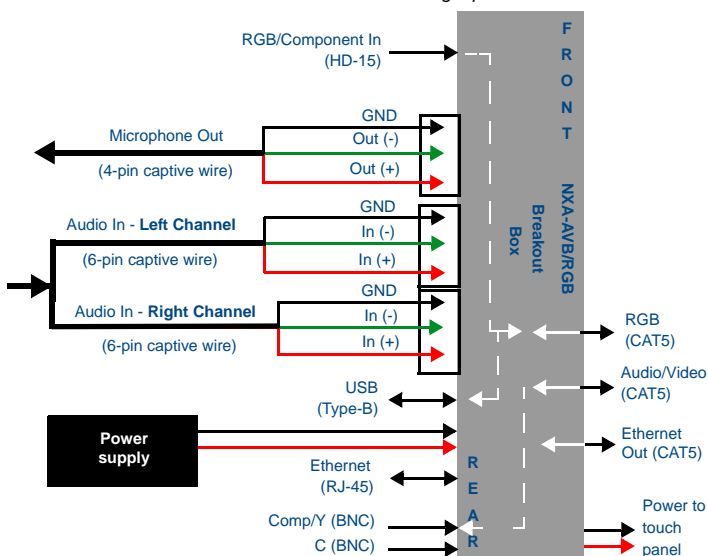 RGB/Component In
(HD-15)
Microphone Out
(4-pin captive wire)
GND
Out (-)
Out (+)
Audio In - Left Channel
(6-pin captive wire)
GND
In (-)
In (+)
Audio In - Right Channel
(6-pin captive wire)
GND
In (-)
In (+)
USB
(Type-B)
Power
supply
Ethernet
(RJ-45)
Comp/Y (BNC)
C (BNC)
FRONT
NXA-AVB/RGB
Breakout
Box
REAR
RGB
(CAT5)
Audio/Video
(CAT5)
Ethernet
Out (CAT5)
Power to
touch
panel